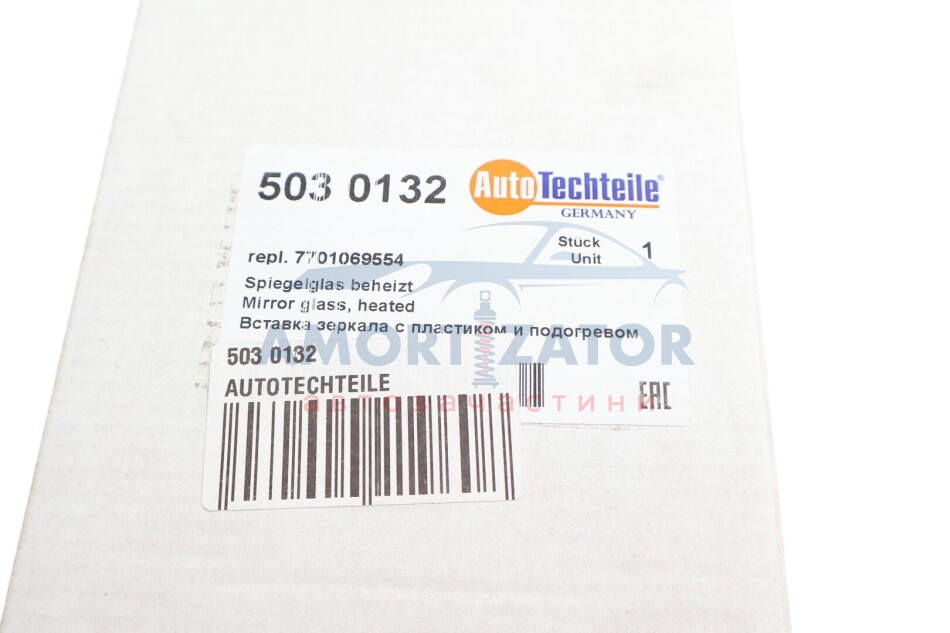 503 0132
AutoTechteile®
GERMANY
Stück
Unit
1
repl. 7701069554
Spiegelglas beheizt
Mirror glass, heated
Вставка зеркала с пластиком и подогревом
AMORTIZATOR
автозапчастини
503 0132
AUTOTECHTEILE
EAC